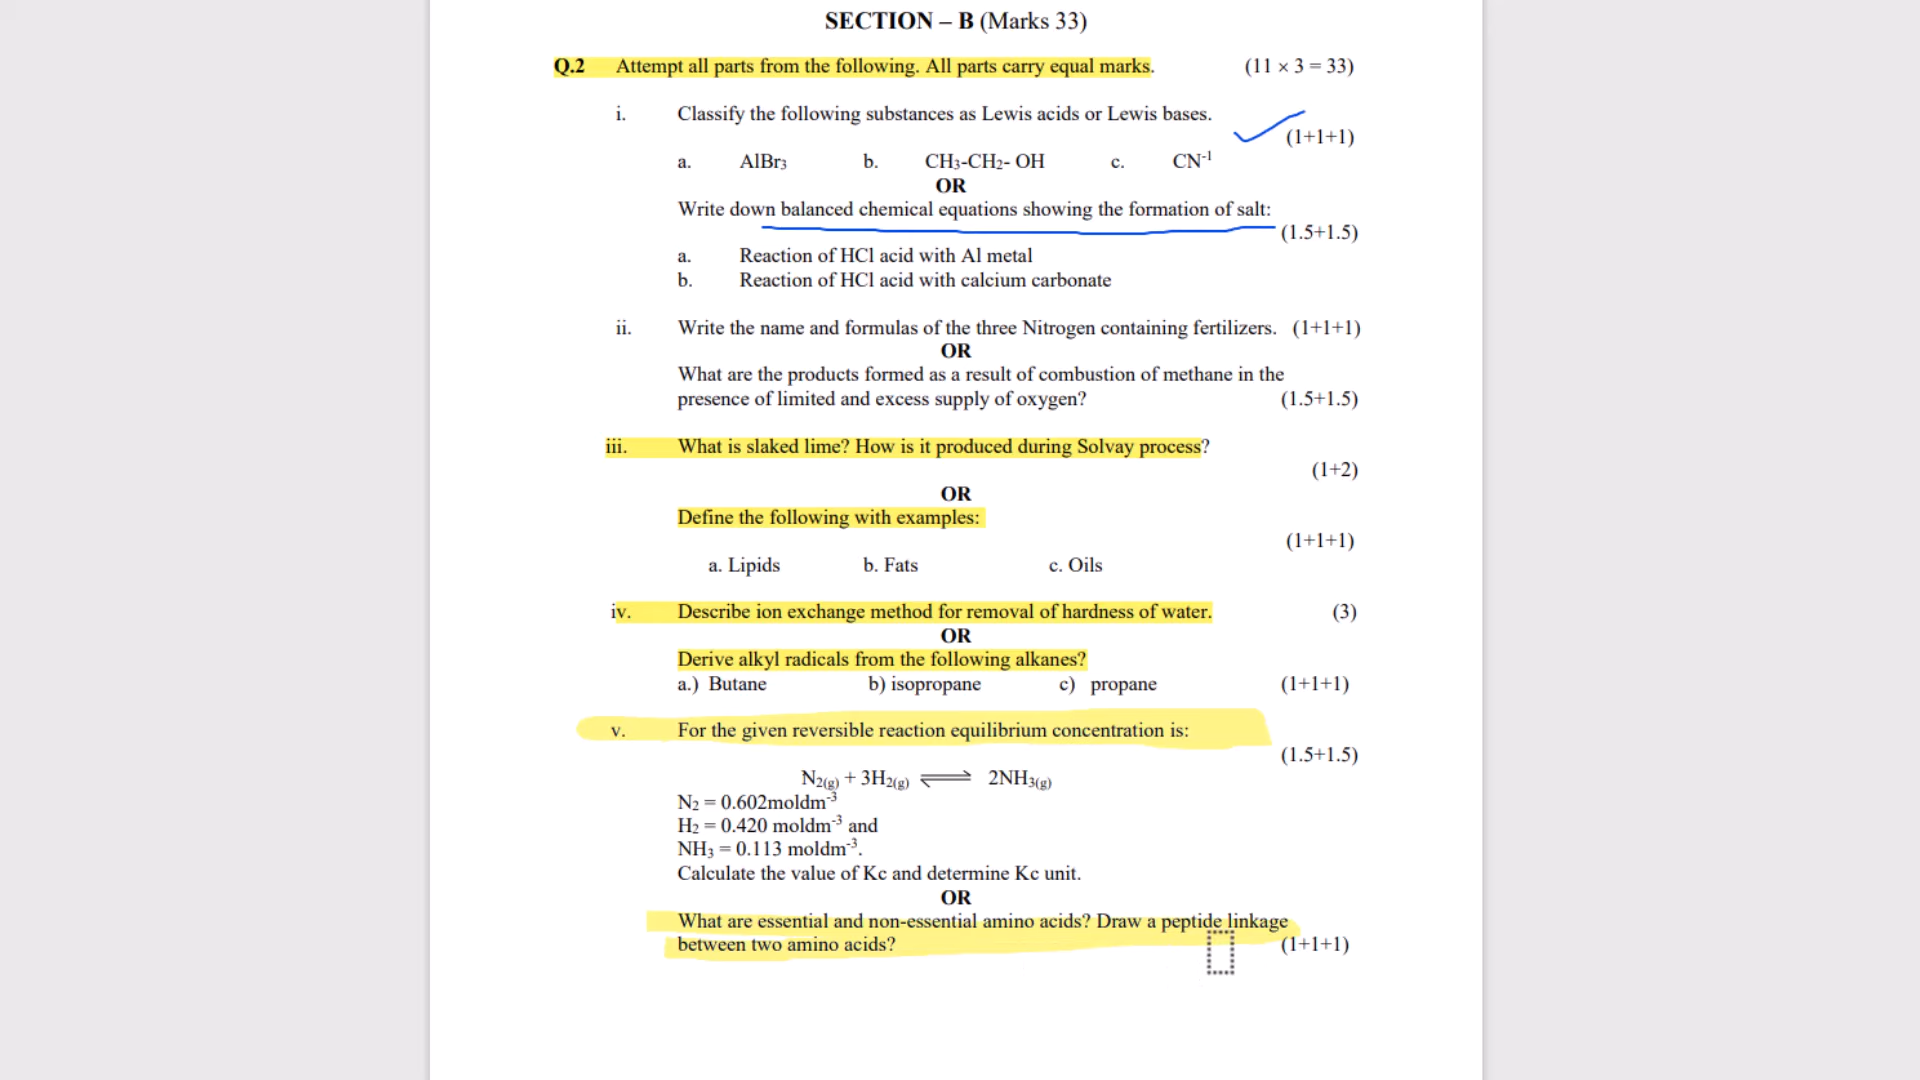 SECTION – B (Marks 33)
Q.2 Attempt all parts from the following. All parts carry equal marks. (11 × 3 = 33)
i. Classify the following substances as Lewis acids or Lewis bases.
(1+1+1)
a. AlBr₃ b. CH₃-CH₂- OH c. CN⁻¹
OR
Write down balanced chemical equations showing the formation of salt:
(1.5+1.5)
a. Reaction of HCl acid with Al metal
b. Reaction of HCl acid with calcium carbonate
ii. Write the name and formulas of the three Nitrogen containing fertilizers. (1+1+1)
OR
What are the products formed as a result of combustion of methane in the
presence of limited and excess supply of oxygen? (1.5+1.5)
iii. What is slaked lime? How is it produced during Solvay process?
(1+2)
OR
Define the following with examples:
(1+1+1)
a. Lipids b. Fats c. Oils
iv. Describe ion exchange method for removal of hardness of water. (3)
OR
Derive alkyl radicals from the following alkanes?
a.) Butane b) isopropane c) propane (1+1+1)
v. For the given reversible reaction equilibrium concentration is:
(1.5+1.5)
N₂(g) + 3H₂(g) ⇌ 2NH₃(g)
N₂ = 0.602moldm⁻³
H₂ = 0.420 moldm⁻³ and
NH₃ = 0.113 moldm⁻³.
Calculate the value of Kc and determine Kc unit.
OR
What are essential and non-essential amino acids? Draw a peptide linkage
between two amino acids? (1+1+1)